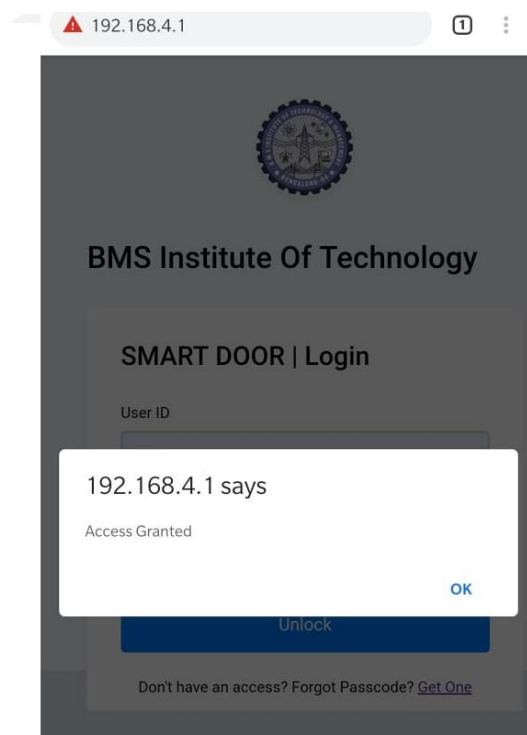 192.168.4.1
1
BMS Institute Of Technology
SMART DOOR | Login
User ID
192.168.4.1 says
Access Granted
OK
Unlock
Don't have an access? Forgot Passcode? Get One